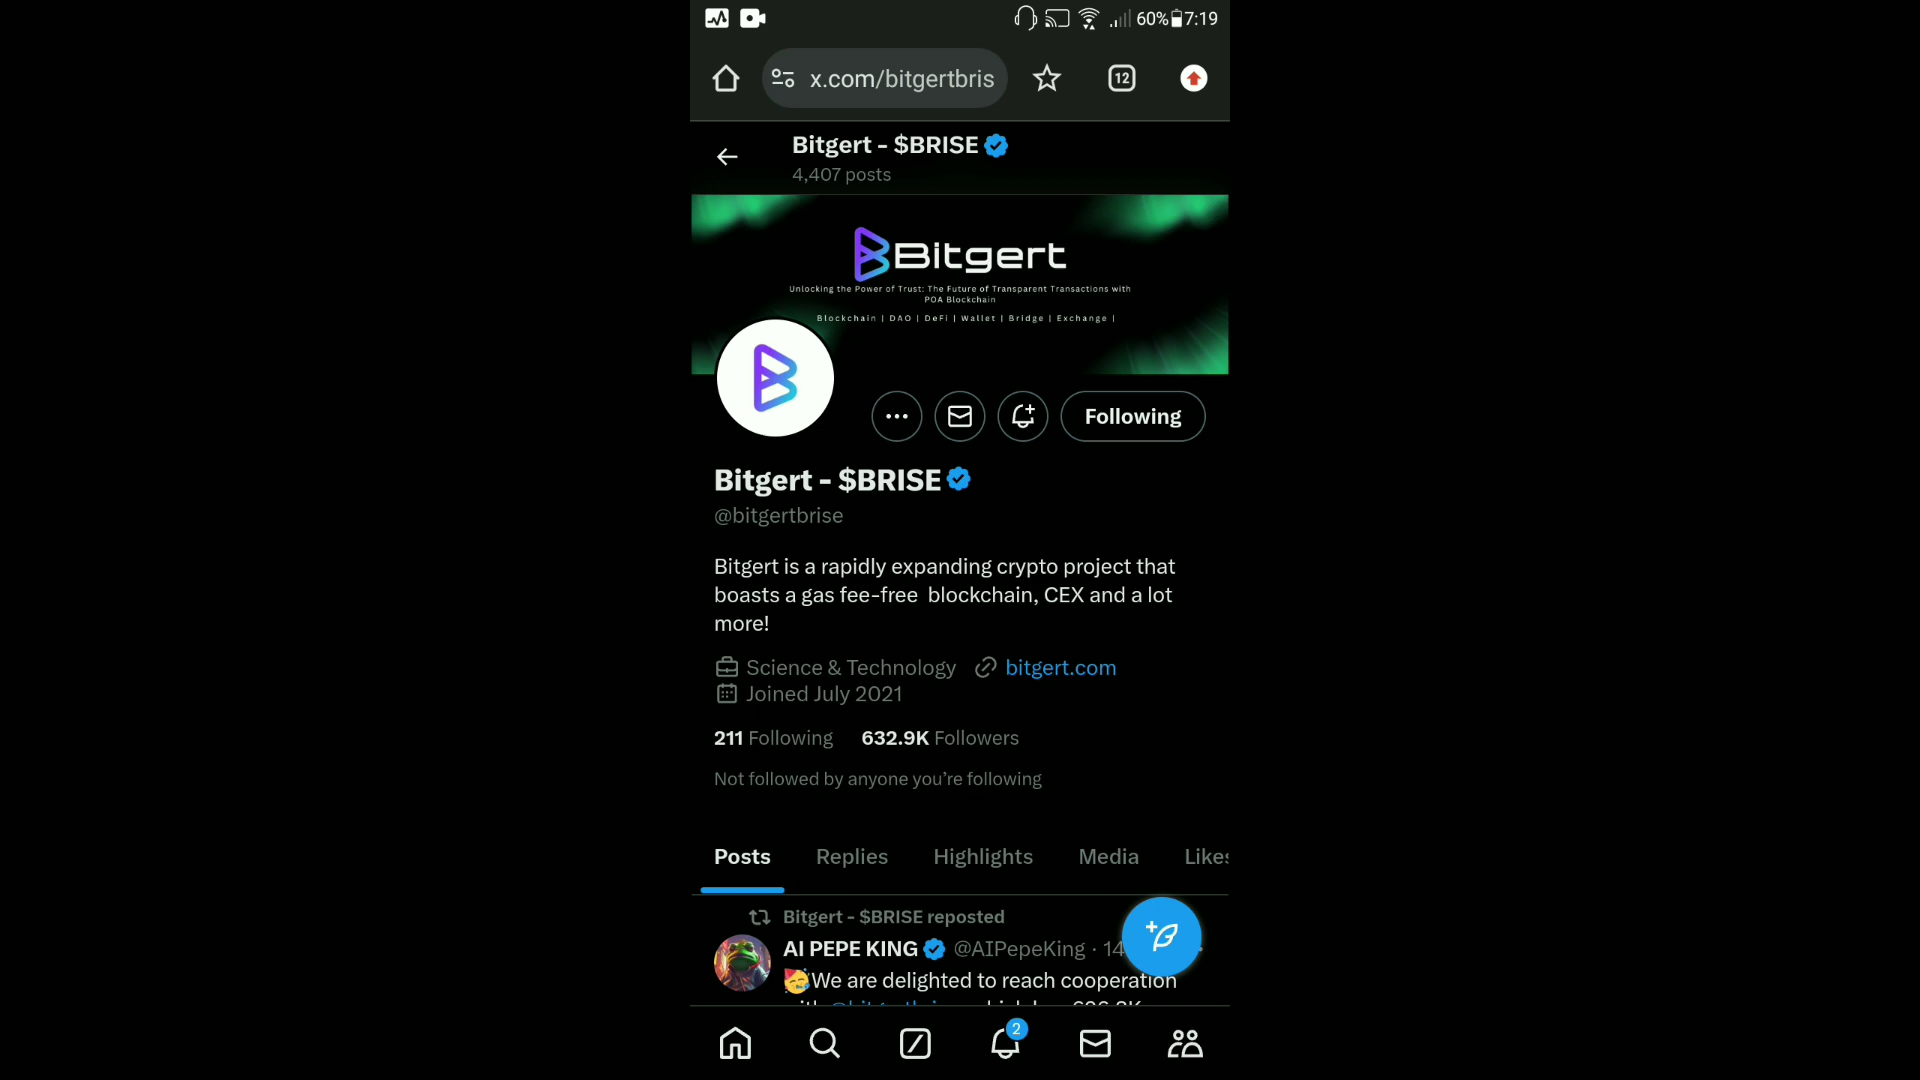 60% 7:19
x.com/bitgertbris
12
Bitgert - $BRISE
4,407 posts
Bitgert
Unlocking the Power of Trust: The Future of Transparent Transactions with
POA Blockchain
Blockchain | DAO | DeFi | Wallet | Bridge | Exchange |
Following
Bitgert - $BRISE
@bitgertbrise
Bitgert is a rapidly expanding crypto project that
boasts a gas fee-free blockchain, CEX and a lot
more!
Science & Technology bitgert.com
Joined July 2021
211 Following 632.9K Followers
Not followed by anyone you're following
Posts Replies Highlights Media Likes
Bitgert - $BRISE reposted
AI PEPE KING @AIPepeKing · 14
We are delighted to reach cooperation
2